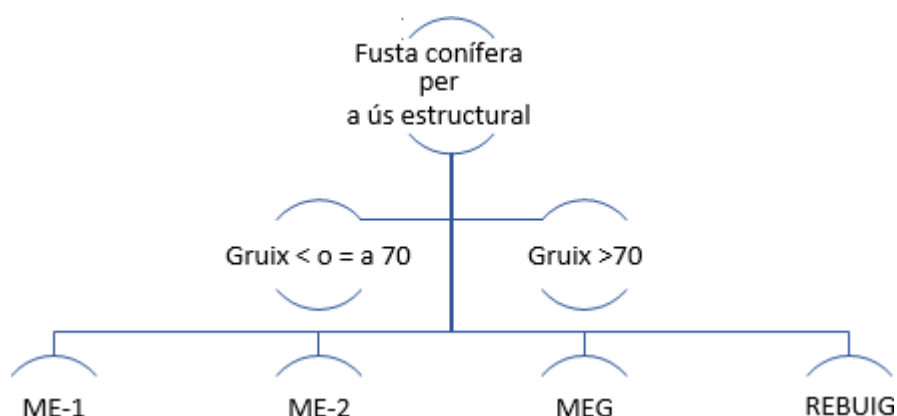 Fusta conífera
per
a ús estructural
Gruix < o = a 70
Gruix >70
ME-1
ME-2
MEG
REBUIG